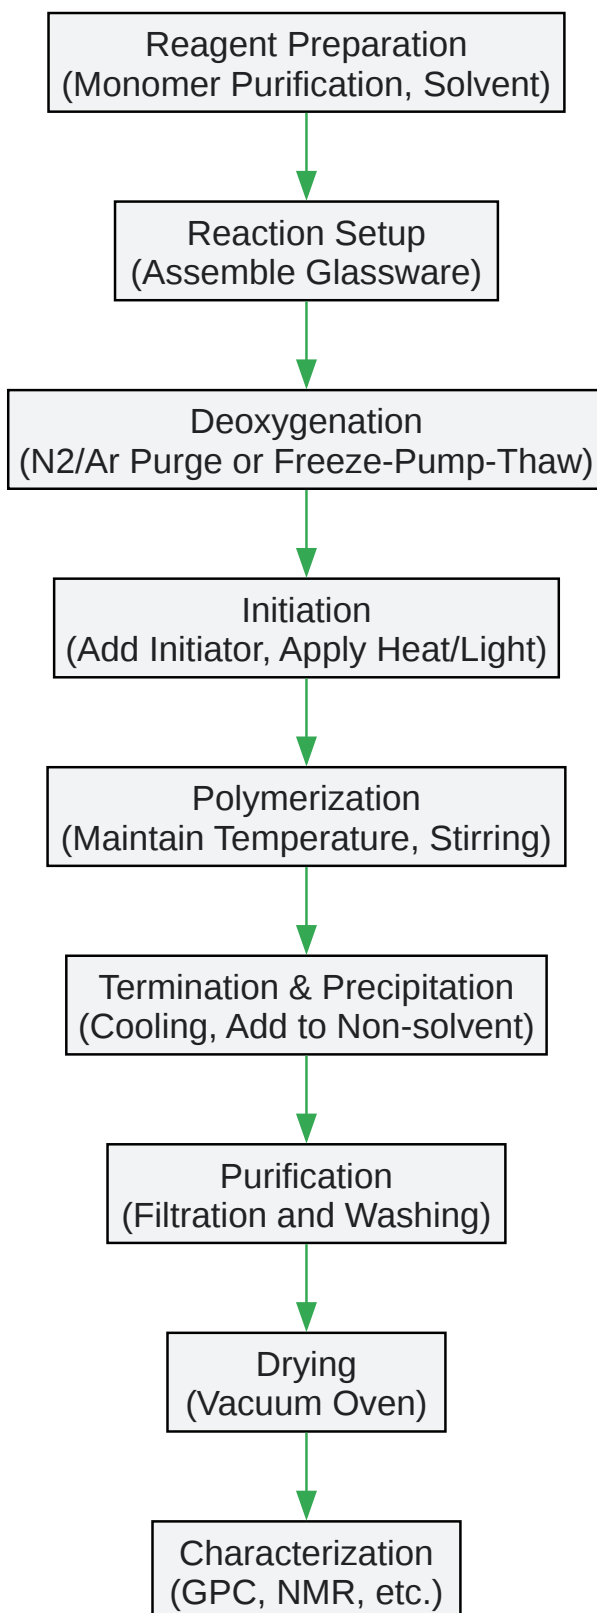 Reagent Preparation
(Monomer Purification, Solvent)
Reaction Setup
(Assemble Glassware)
Deoxygenation
(N2/Ar Purge or Freeze-Pump-Thaw)
Initiation
(Add Initiator, Apply Heat/Light)
Polymerization
(Maintain Temperature, Stirring)
Termination & Precipitation
(Cooling, Add to Non-solvent)
Purification
(Filtration and Washing)
Drying
(Vacuum Oven)
Characterization
(GPC, NMR, etc.)